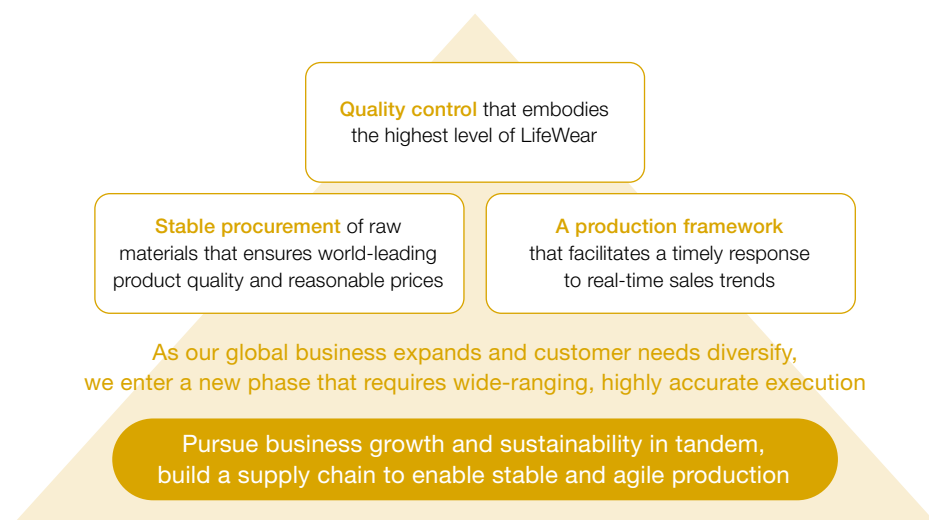 Quality control that embodies
the highest level of LifeWear
Stable procurement of raw
materials that ensures world-leading
product quality and reasonable prices
A production framework
that facilitates a timely response
to real-time sales trends
As our global business expands and customer needs diversify,
we enter a new phase that requires wide-ranging, highly accurate execution
Pursue business growth and sustainability in tandem,
build a supply chain to enable stable and agile production